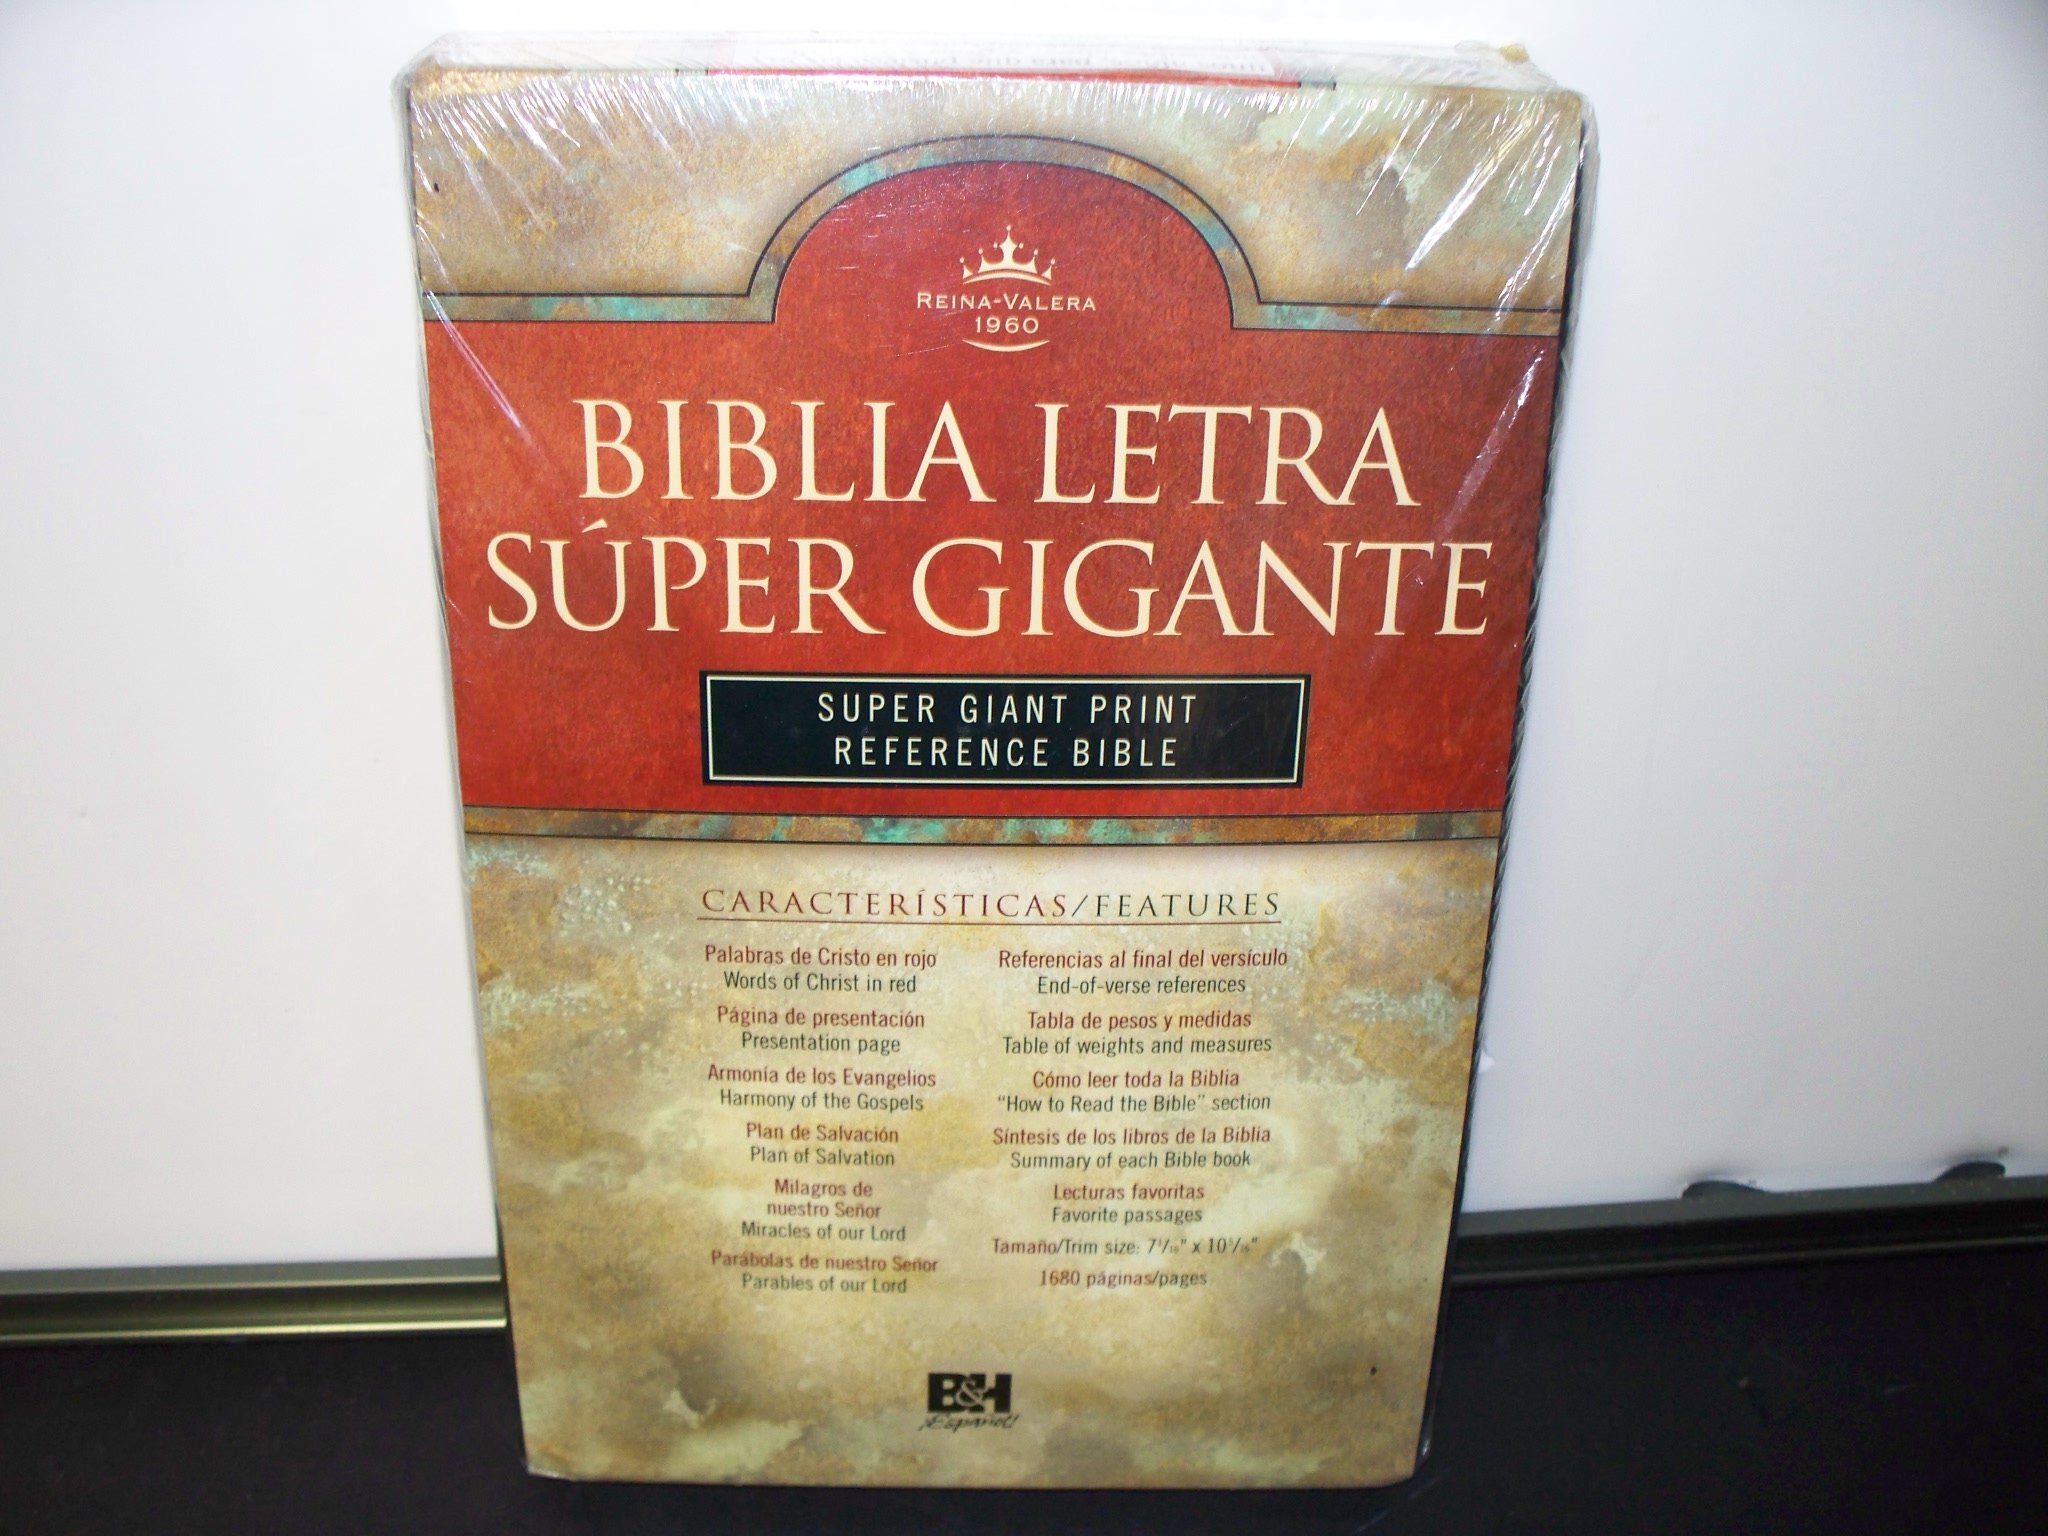 REINA-VALERA
1960
BIBLIA LETRA
SÚPER GIGANTE
SUPER GIANT PRINT
REFERENCE BIBLE
CARACTERÍSTICAS/FEATURES
Palabras de Cristo en rojo
Words of Christ in red
Página de presentación
Presentation page
Armonía de los Evangelios
Harmony of the Gospels
Plan de Salvación
Plan of Salvation
Milagros de
nuestro Señor
Miracles of our Lord
Parábolas de nuestro Señor
Parables of our Lord
Referencias al final del versículo
End-of-verse references
Tabla de pesos y medidas
Table of weights and measures
Cómo leer toda la Biblia
"How to Read the Bible" section
Síntesis de los libros de la Biblia
Summary of each Bible book
Lecturas favoritas
Favorite passages
Tamaño/Trim size:
1680 páginas/pages
B&H
¡Español!